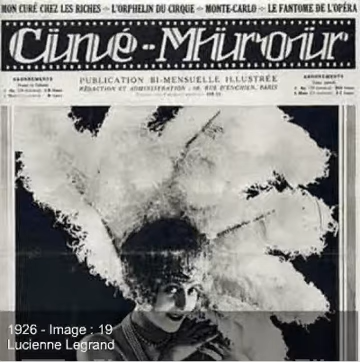 MON CURÉ CHEZ LES RICHES - L'ORPHELIN DU CIRQUE - MONTE-CARLO - LE FANTOME DE L'OPÉRA
Ciné-Miroir
ABONNEMENTS
PUBLICATION BI-MENSUELLE ILLUSTRÉE
ABONNEMENTS
RÉDACTION ET ADMINISTRATION : 18, RUE D'ENGHIEN, PARIS
1926 - Image : 19
Lucienne Legrand